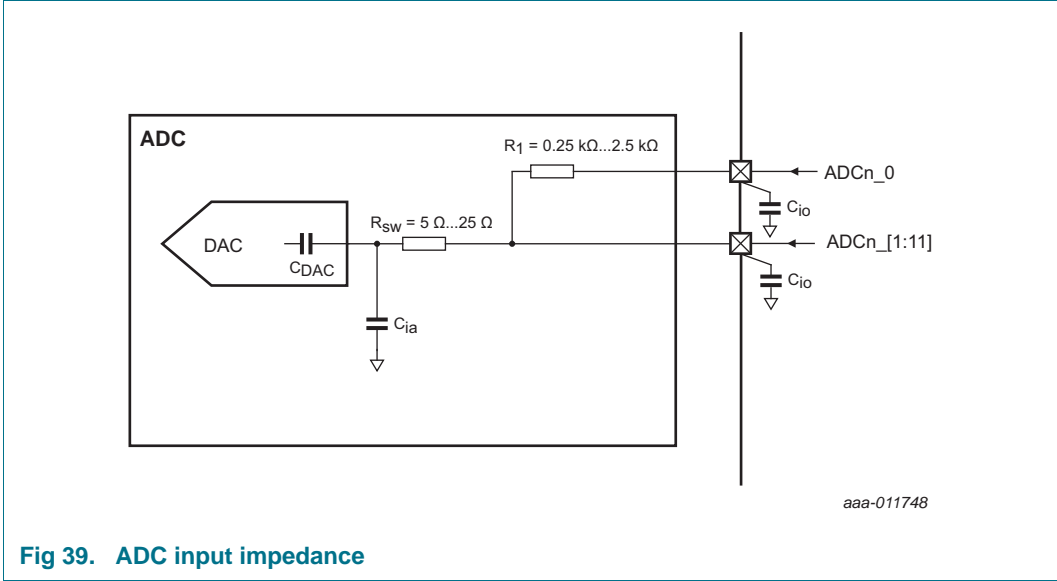 ADC
R1 = 0.25 kΩ...2.5 kΩ
ADCn_0
Cio
Rsw = 5 Ω...25 Ω
DAC
CDAC
ADCn_[1:11]
Cio
Cia
aaa-011748
Fig 39. ADC input impedance